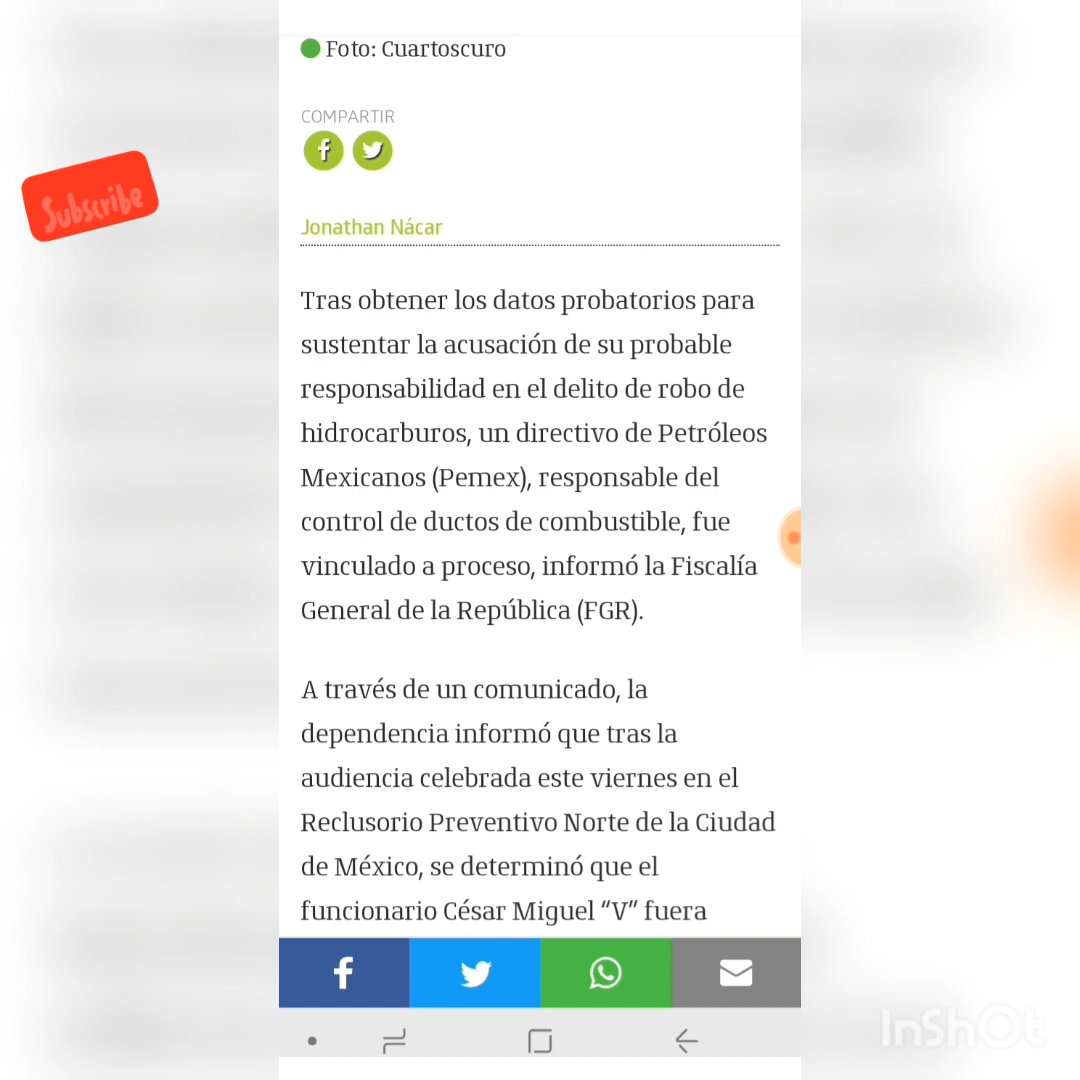 Foto: Cuartoscuro
COMPARTIR
Subscribe
Jonathan Nácar
Tras obtener los datos probatorios para
sustentar la acusación de su probable
responsabilidad en el delito de robo de
hidrocarburos, un directivo de Petróleos
Mexicanos (Pemex), responsable del
control de ductos de combustible, fue
vinculado a proceso, informó la Fiscalía
General de la República (FGR).
A través de un comunicado, la
dependencia informó que tras la
audiencia celebrada este viernes en el
Reclusorio Preventivo Norte de la Ciudad
de México, se determinó que el
funcionario César Miguel “V” fuera
InShOt